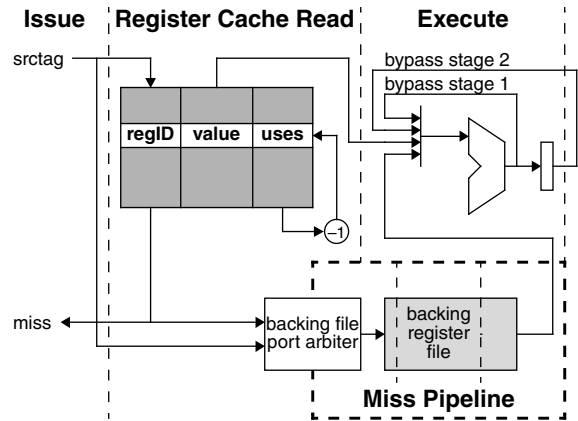 Issue
Register Cache Read
Execute
srctag
bypass stage 2
bypass stage 1
regID
value
uses
–1
miss
backing file
port arbiter
backing
register
file
Miss Pipeline